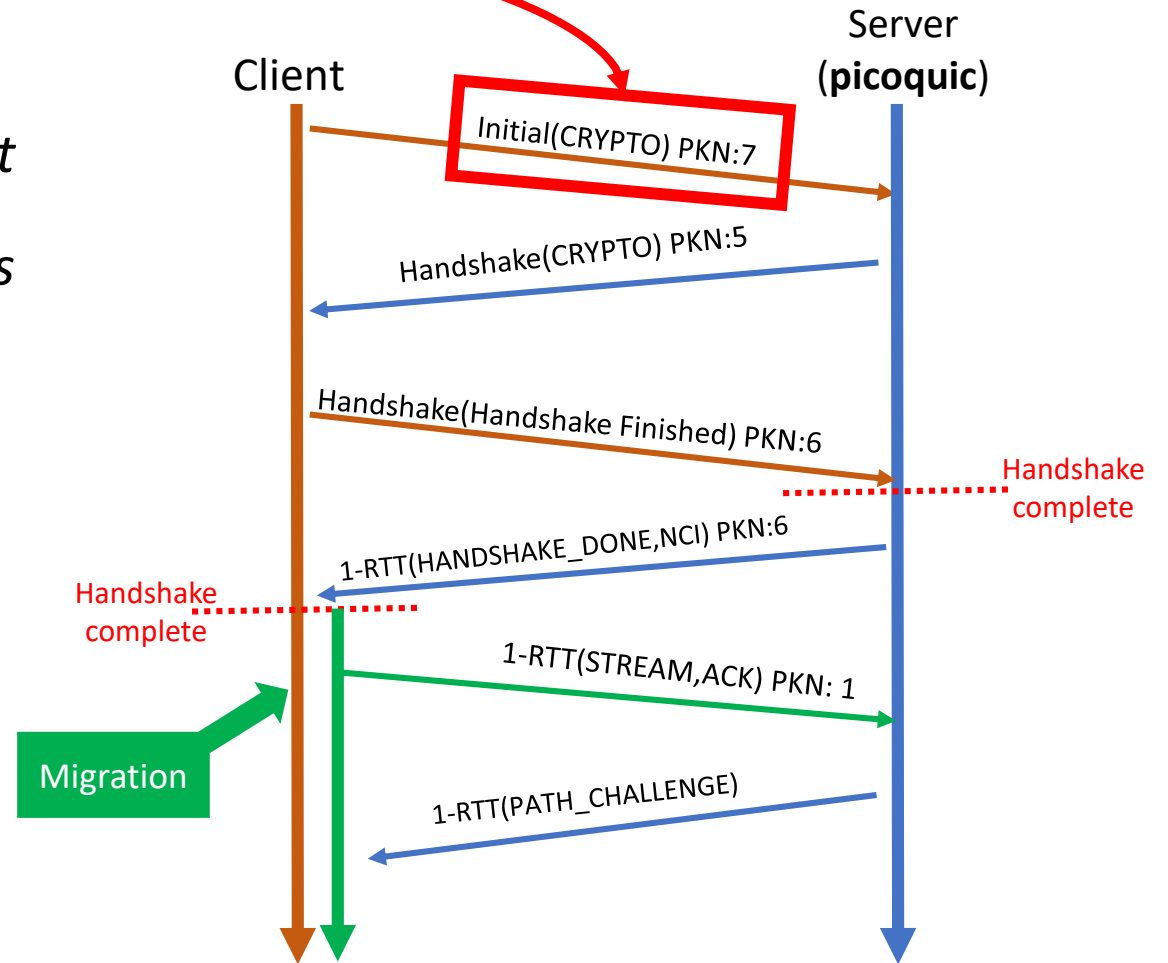 Server
(picoquic)
Client
t
Initial(CRYPTO) PKN:7
s
Handshake(CRYPTO) PKN:5
Handshake(Handshake Finished) PKN:6
Handshake
complete
1-RTT(HANDSHAKE_DONE,NCI) PKN:6
Handshake
complete
1-RTT(STREAM,ACK) PKN: 1
Migration
1-RTT(PATH_CHALLENGE)